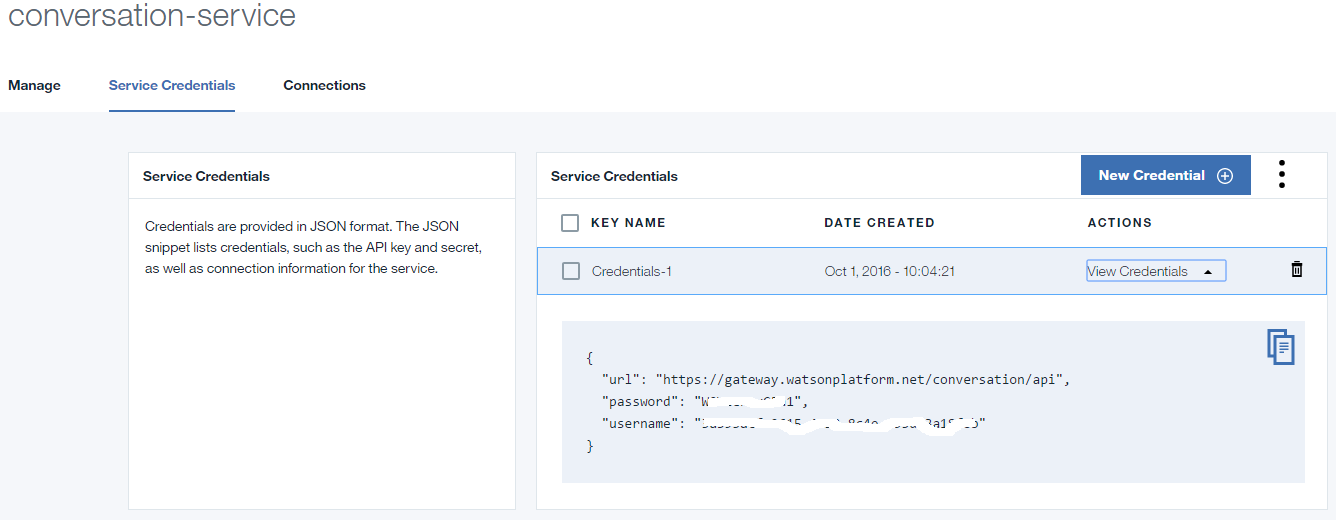 conversation-service
Manage Service Credentials Connections
Service Credentials
Credentials are provided in JSON format. The JSON
snippet lists credentials, such as the API key and secret,
as well as connection information for the service.
Service Credentials New Credential
KEY NAME DATE CREATED ACTIONS
Credentials-1 Oct 1, 2016 - 10:04:21 View Credentials
{
"url": "https://gateway.watsonplatform.net/conversation/api",
"password":
"username":
}